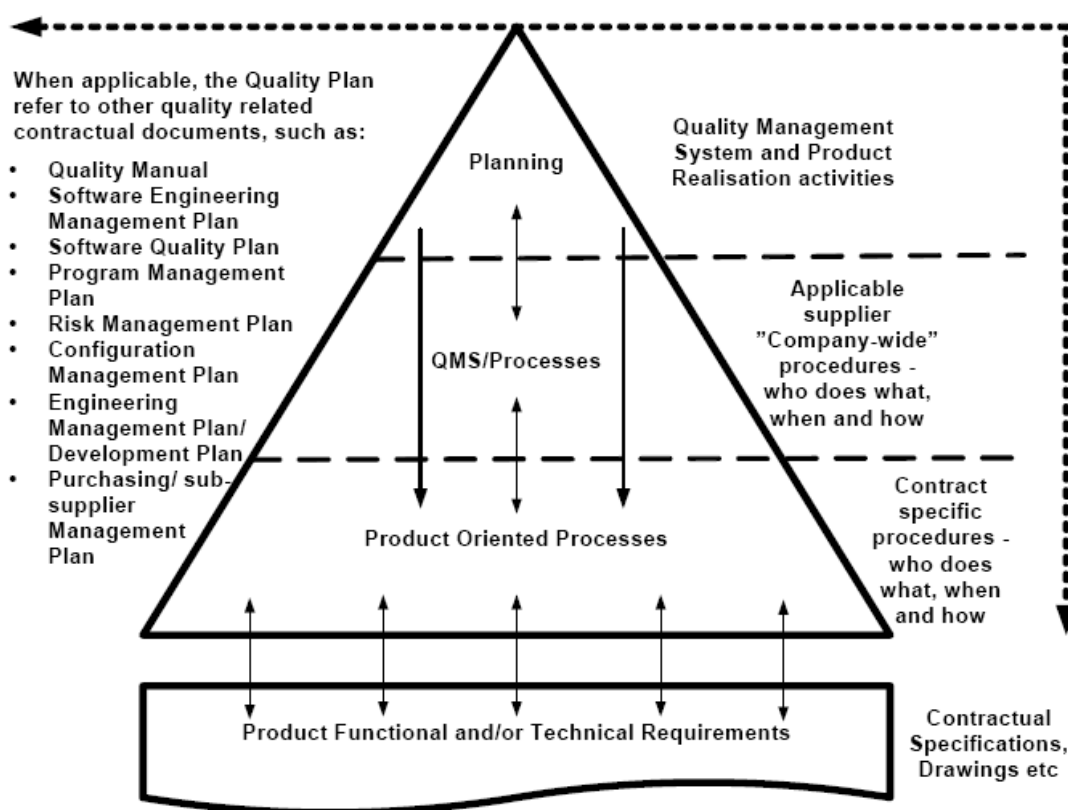 When applicable, the Quality Plan
refer to other quality related
contractual documents, such as:
• Quality Manual
• Software Engineering
Management Plan
• Software Quality Plan
• Program Management
Plan
• Risk Management Plan
• Configuration
Management Plan
• Engineering
Management Plan/
Development Plan
• Purchasing/ sub-
supplier
Management
Plan
Planning
QMS/Processes
Product Oriented Processes
Product Functional and/or Technical Requirements
Quality Management
System and Product
Realisation activities
Applicable
supplier
”Company-wide”
procedures -
who does what,
when and how
Contract
specific
procedures -
who does
what, when
and how
Contractual
Specifications,
Drawings etc